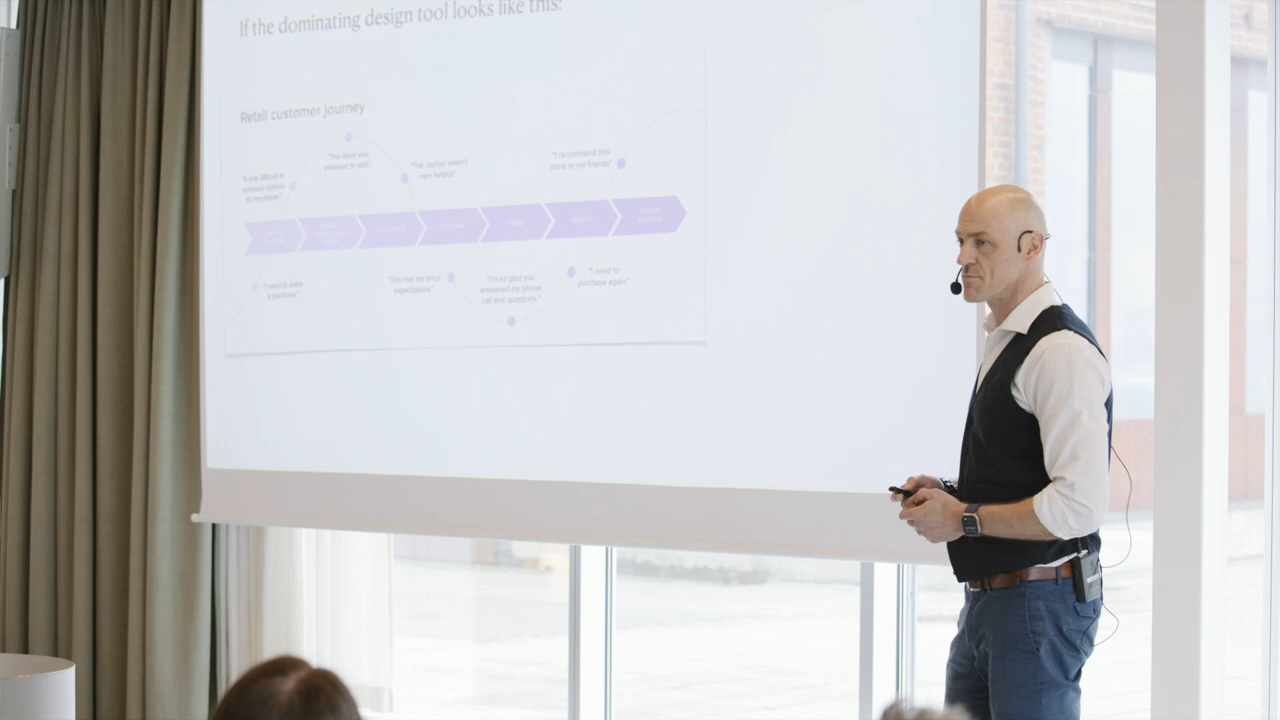 If the dominating design tool looks like this:
Retail customer journey
"It was difficult to
compare options
on my phone."
"The store was
pleasant to visit."
"The cashier wasn't
very helpful."
"I recommend this
store to my friends"
Repeat
Purchase
"I need to make
a purchase."
"This met my price
expectations."
"I'm so glad you
answered my phone
call and questions."
"I need to
purchase again."